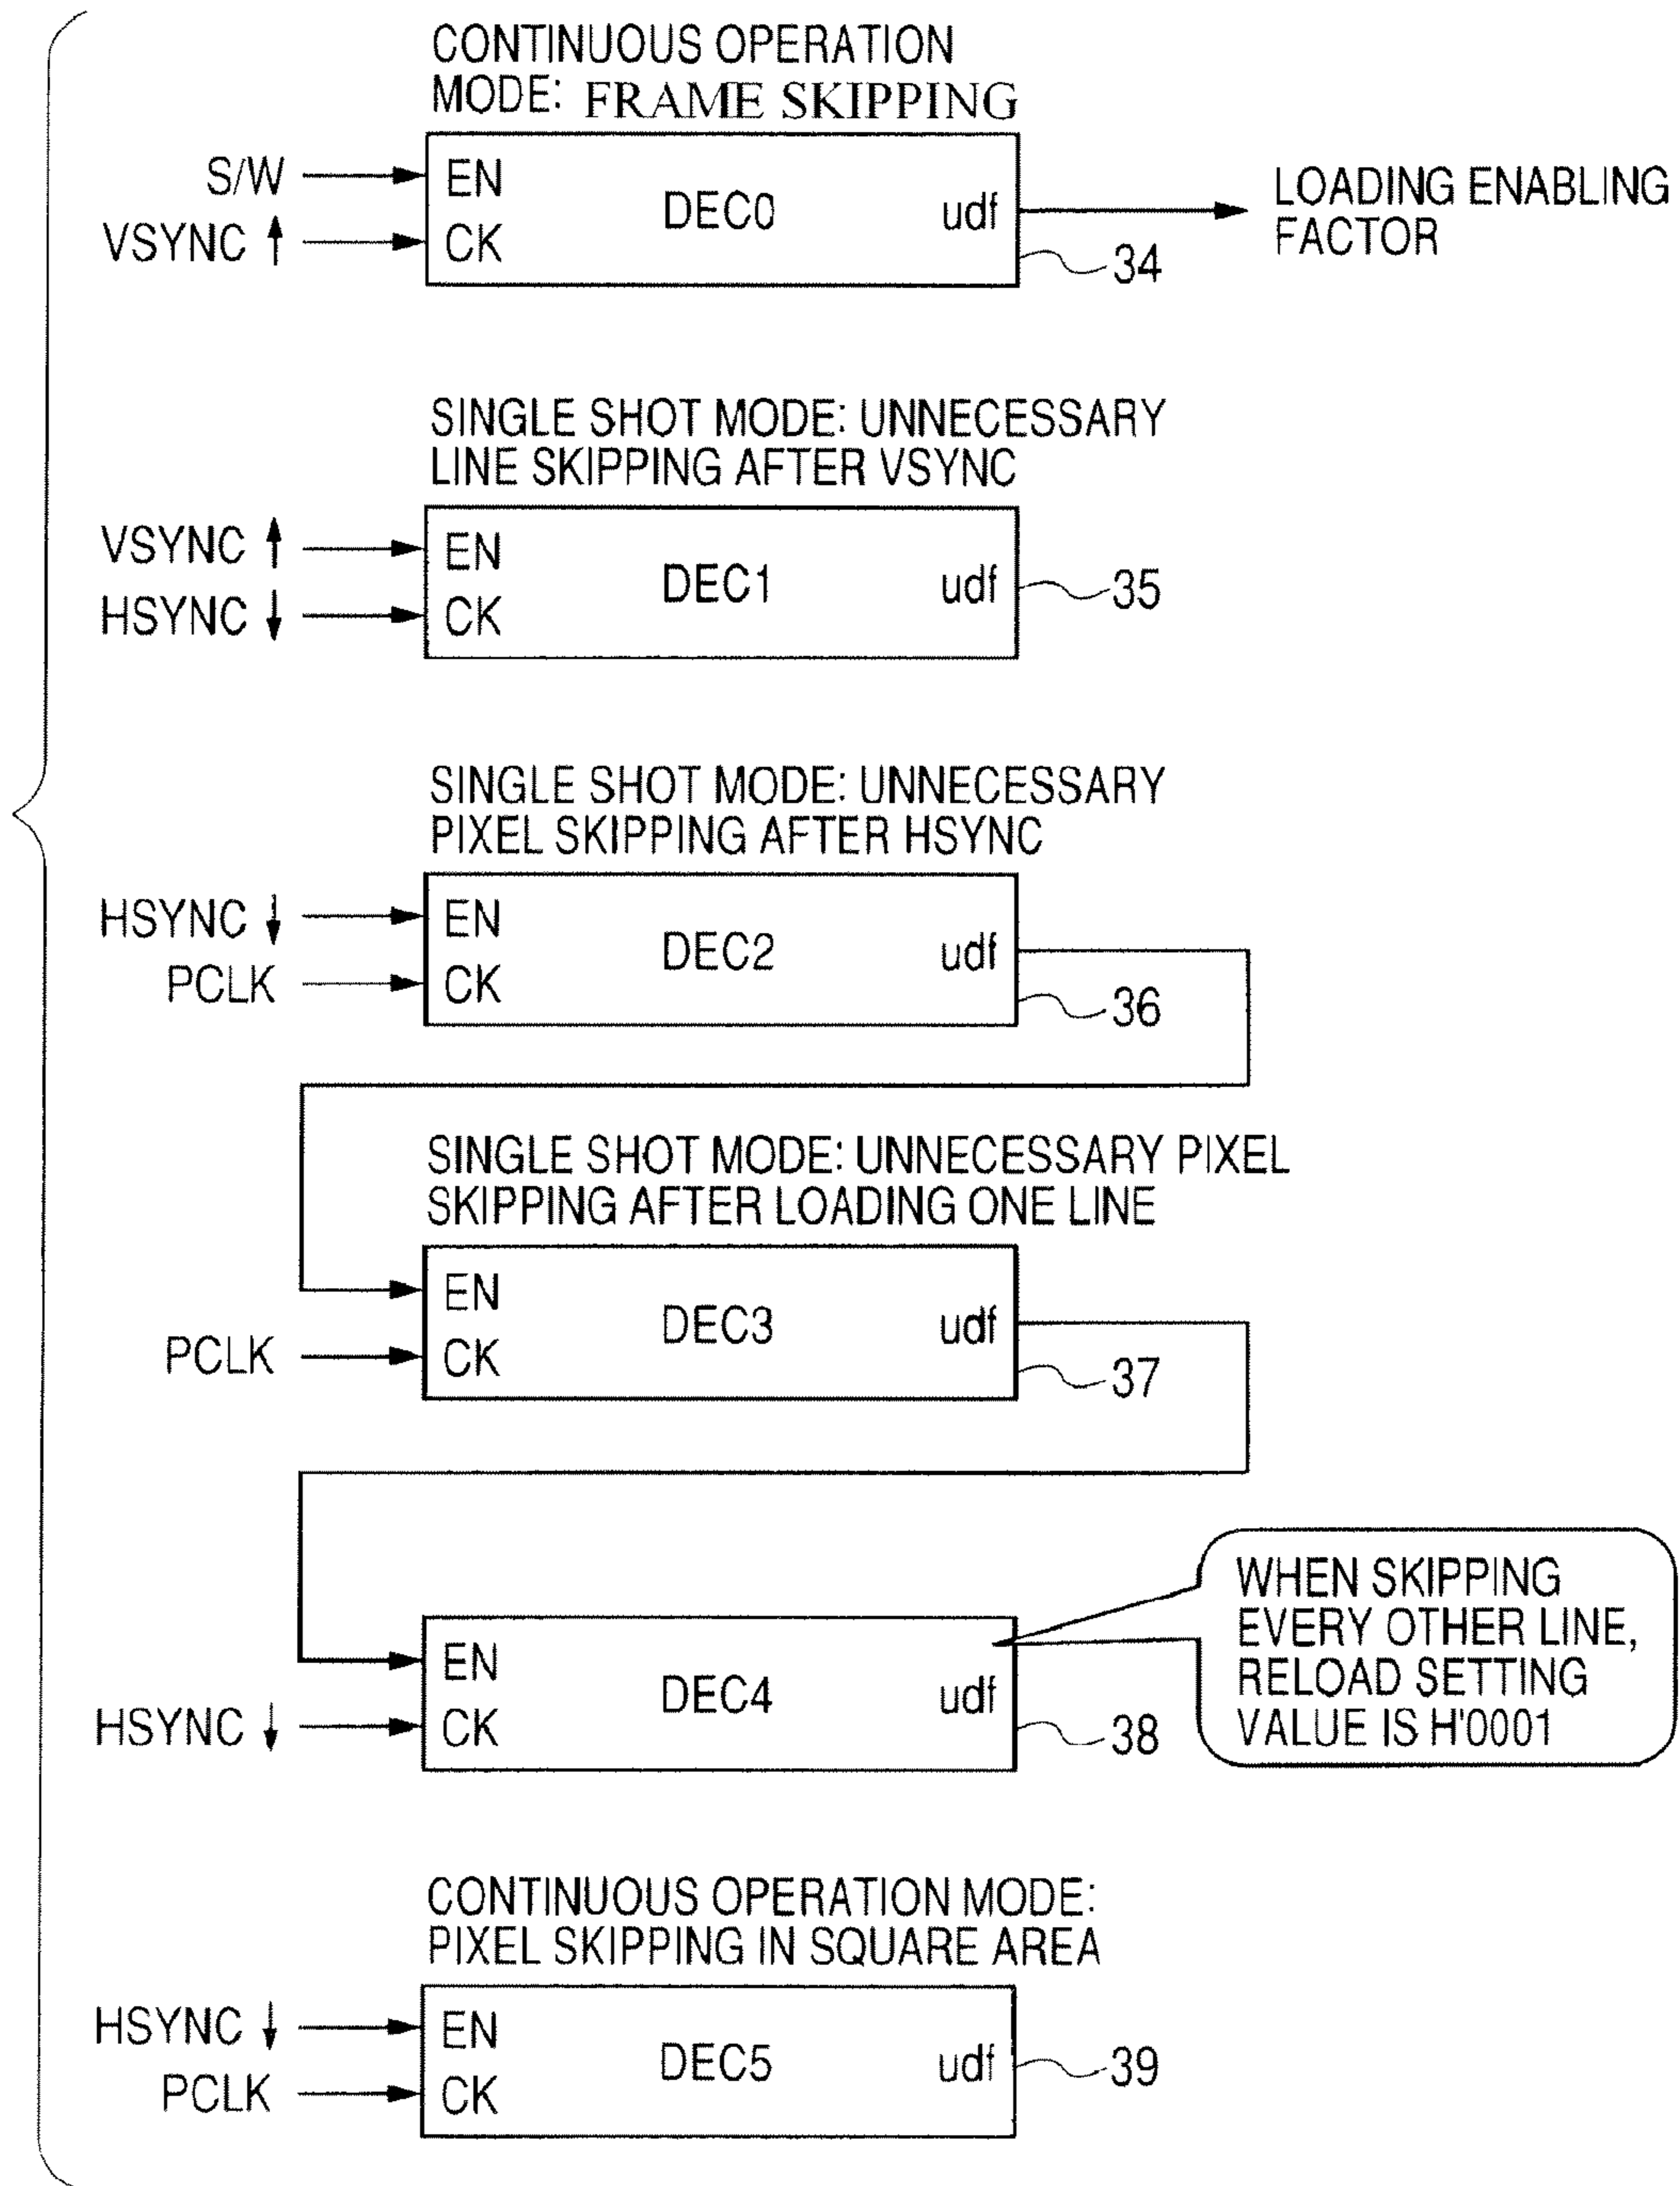 CONTINUOUS OPERATION
MODE: FRAME SKIPPING
S/W
EN
DEC0
udf
LOADING ENABLING
FACTOR
VSYNC ↑
CK
34
SINGLE SHOT MODE: UNNECESSARY
LINE SKIPPING AFTER VSYNC
VSYNC ↑
EN
DEC1
udf
35
HSYNC ↓
CK
SINGLE SHOT MODE: UNNECESSARY
PIXEL SKIPPING AFTER HSYNC
HSYNC ↓
EN
DEC2
udf
PCLK
CK
36
SINGLE SHOT MODE: UNNECESSARY PIXEL
SKIPPING AFTER LOADING ONE LINE
EN
DEC3
udf
PCLK
CK
37
WHEN SKIPPING
EVERY OTHER LINE,
RELOAD SETTING
VALUE IS H'0001
EN
DEC4
udf
HSYNC ↓
CK
38
CONTINUOUS OPERATION MODE:
PIXEL SKIPPING IN SQUARE AREA
HSYNC ↓
EN
DEC5
udf
39
PCLK
CK